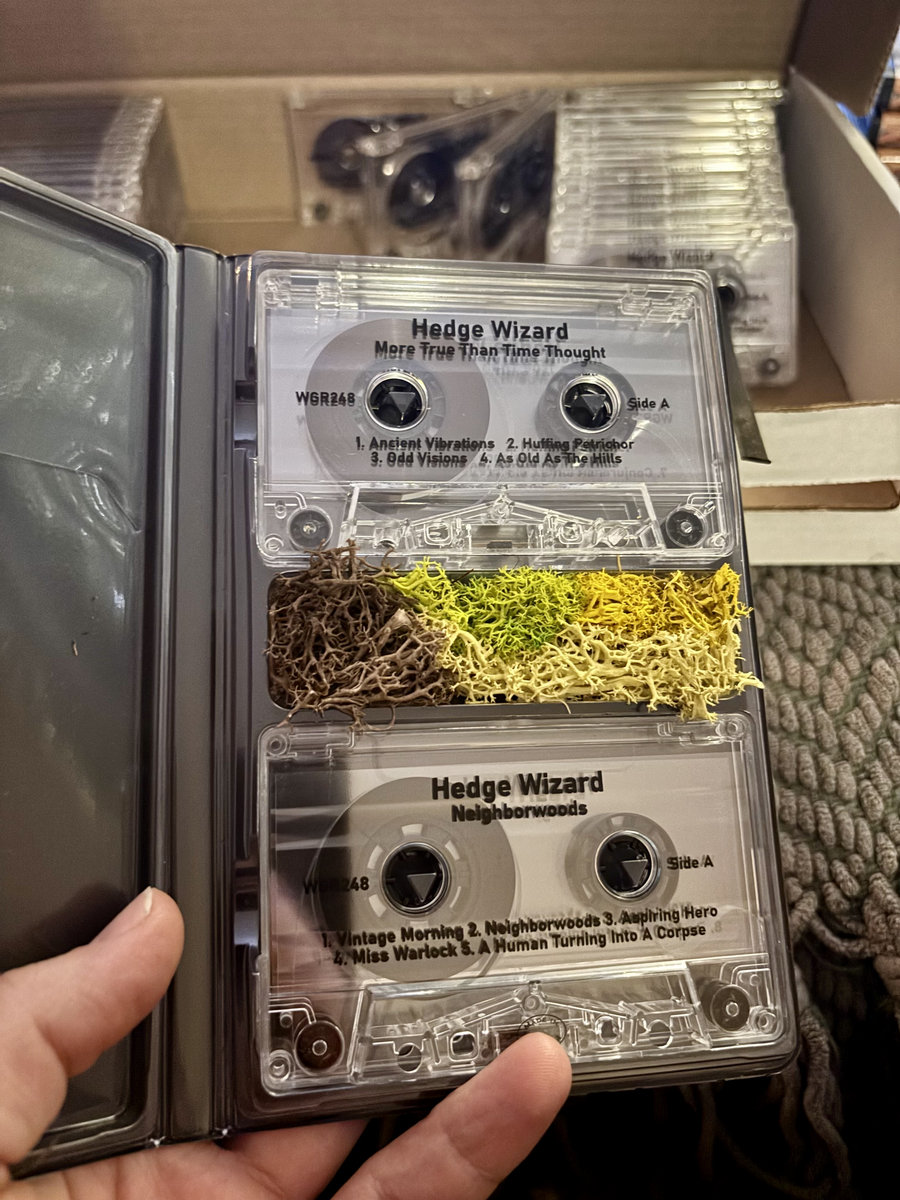 Hedge Wizard
More True Than Time Thought
WGR248
Side A
1. Ancient Vibrations 2. Huffing Petrichor
3. Odd Visions 4. As Old As The Hills
Hedge Wizard
Neighborwoods
WGR248
Side A
1. Vintage Morning 2. Neighborwoods 3. Aspiring Hero
4. Miss Warlock 5. A Human Turning Into A Corpse
Hedge Wizard